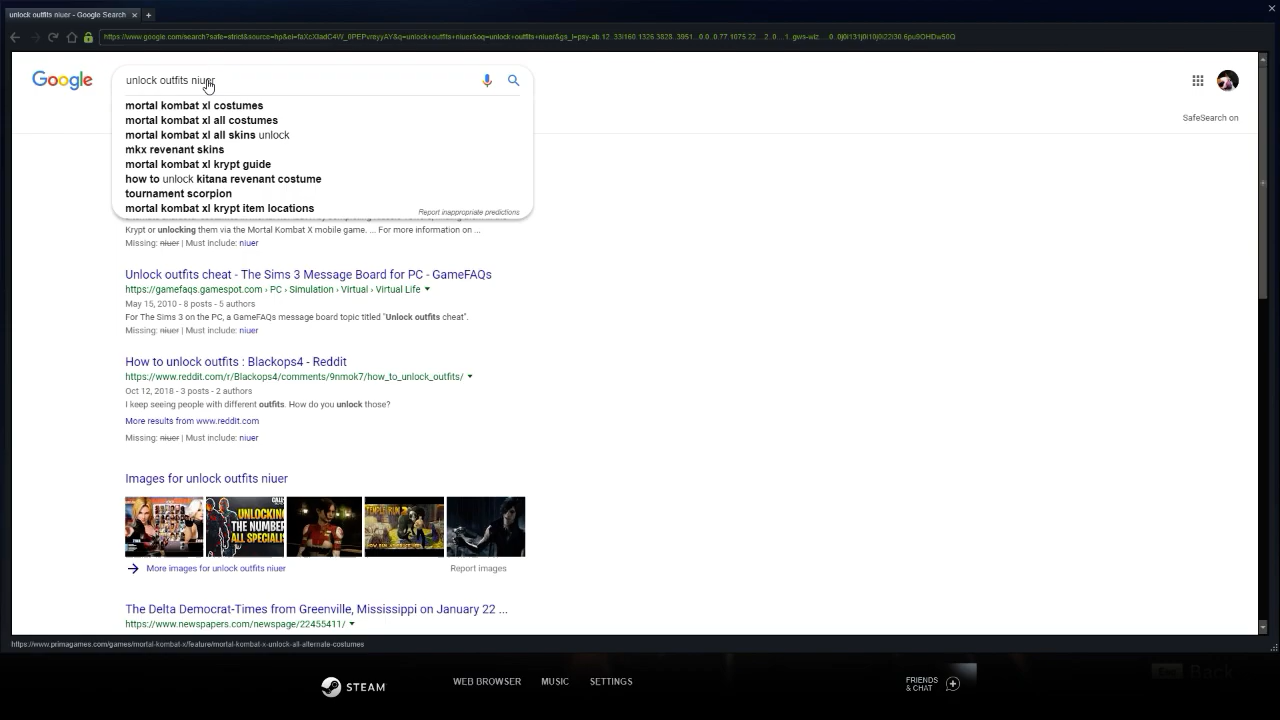 unlock outfits niuer - Google Search
Google
unlock outfits niuer
mortal kombat xl costumes
mortal kombat xl all costumes
mortal kombat xl all skins unlock
mkx revenant skins
mortal kombat xl krypt guide
how to unlock kitana revenant costume
tournament scorpion
mortal kombat xl krypt item locations
Report inappropriate predictions
SafeSearch on
Krypt or unlocking them via the Mortal Kombat X mobile game. ... For more information on ...
Missing: niuer | Must include: niuer
Unlock outfits cheat - The Sims 3 Message Board for PC - GameFAQs
https://gamefaqs.gamespot.com › PC › Simulation › Virtual › Virtual Life
May 15, 2010 - 8 posts - 5 authors
For The Sims 3 on the PC, a GameFAQs message board topic titled "Unlock outfits cheat".
Missing: niuer | Must include: niuer
How to unlock outfits : Blackops4 - Reddit
https://www.reddit.com/r/Blackops4/comments/9nmok7/how_to_unlock_outfits/
Oct 12, 2018 - 3 posts - 2 authors
I keep seeing people with different outfits. How do you unlock those?
More results from www.reddit.com
Missing: niuer | Must include: niuer
Images for unlock outfits niuer
UNLOCKING
THE NUMBER
ALL SPECIALIS
TEMPLE RUN 2
More images for unlock outfits niuer
Report images
The Delta Democrat-Times from Greenville, Mississippi on January 22 ...
https://www.newspapers.com/newspage/22455411/
https://www.primagames.com/games/mortal-kombat-x/feature/mortal-kombat-x-unlock-all-alternate-costumes
Back
STEAM
WEB BROWSER
MUSIC
SETTINGS
FRIENDS
& CHAT